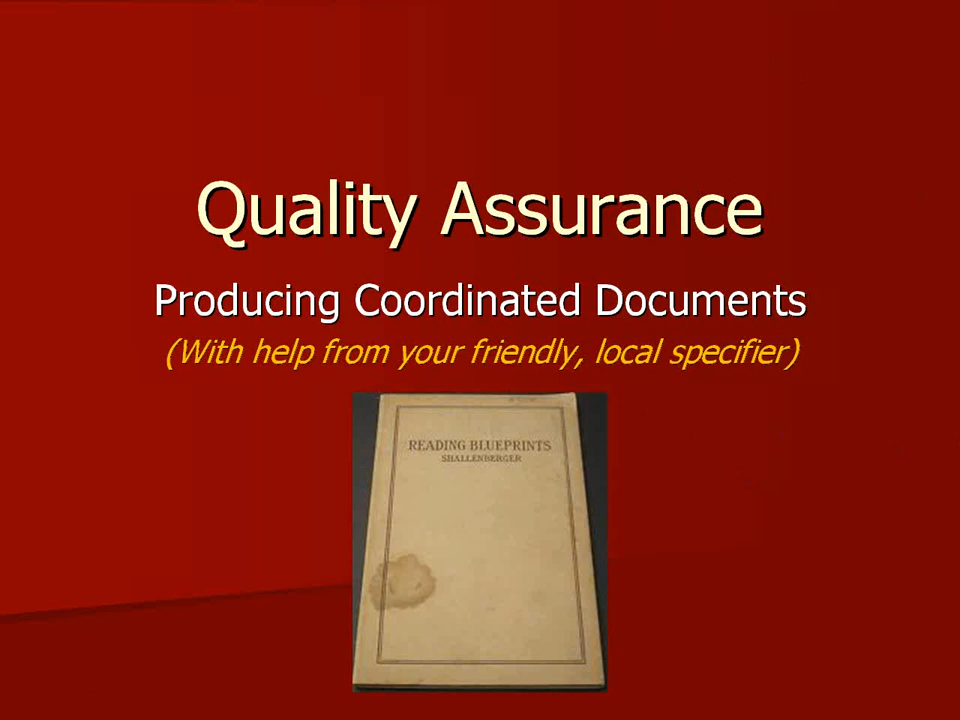 Quality Assurance
Producing Coordinated Documents
(With help from your friendly, local specifier)
READING BLUEPRINTS
SHALLENBERGER